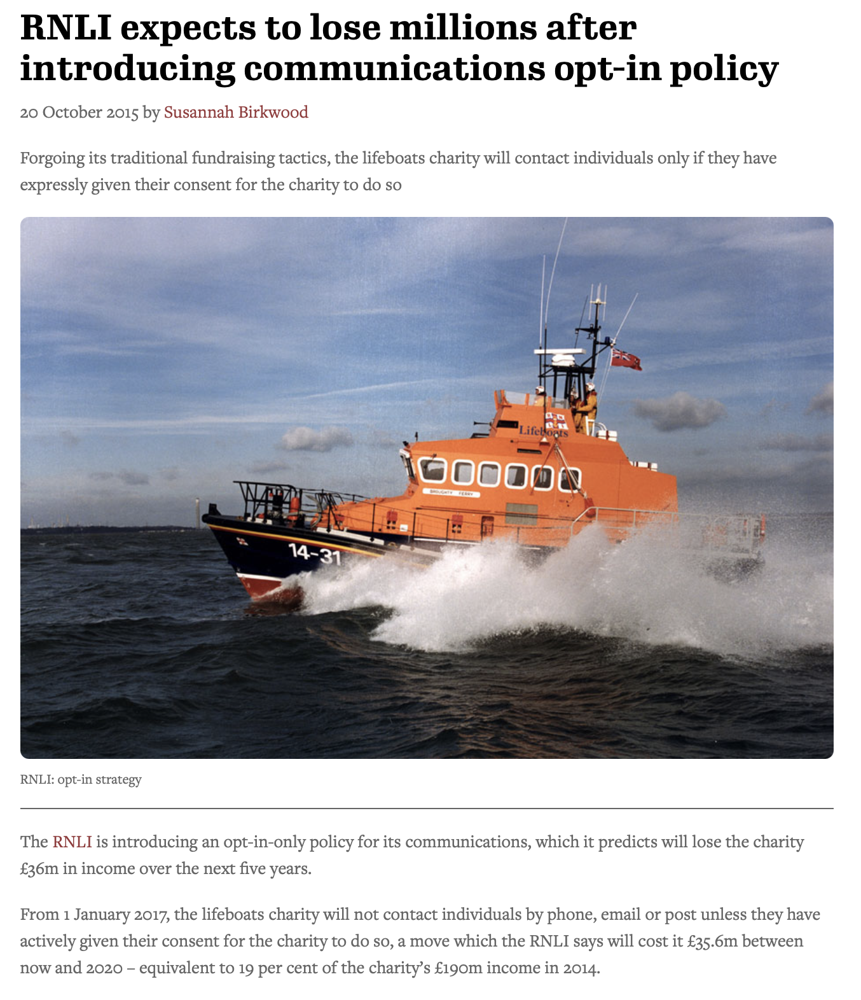 RNLI expects to lose millions after
introducing communications opt-in policy
20 October 2015 by Susannah Birkwood
Forgoing its traditional fundraising tactics, the lifeboats charity will contact individuals only if they have
expressly given their consent for the charity to do so
Lifeboats
BROUGHTY FERRY
14-31
RNLI: opt-in strategy
The RNLI is introducing an opt-in-only policy for its communications, which it predicts will lose the charity
£36m in income over the next five years.
From 1 January 2017, the lifeboats charity will not contact individuals by phone, email or post unless they have
actively given their consent for the charity to do so, a move which the RNLI says will cost it £35.6m between
now and 2020 – equivalent to 19 per cent of the charity’s £190m income in 2014.